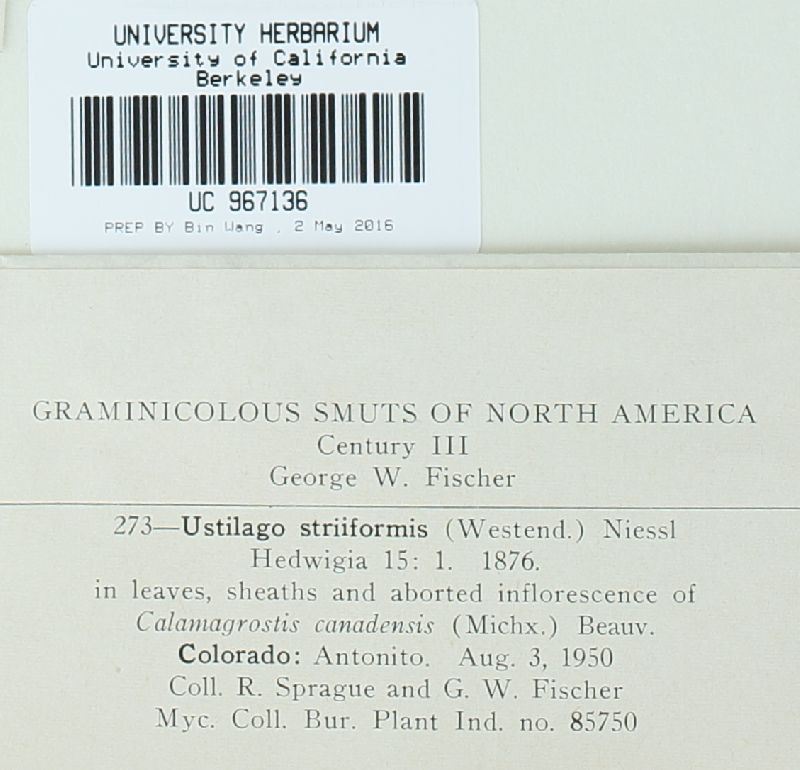 UNIVERSITY HERBARIUM
University of California
Berkeley
UC 967136
PREP BY Bin Wang , 2 May 2016
GRAMINICOLOUS SMUTS OF NORTH AMERICA
Century III
George W. Fischer
273—Ustilago striiformis (Westend.) Niessl
Hedwigia 15: 1. 1876.
in leaves, sheaths and aborted inflorescence of
Calamagrostis canadensis (Michx.) Beauv.
Colorado: Antonito. Aug. 3, 1950
Coll. R. Sprague and G. W. Fischer
Myc. Coll. Bur. Plant Ind. no. 85750